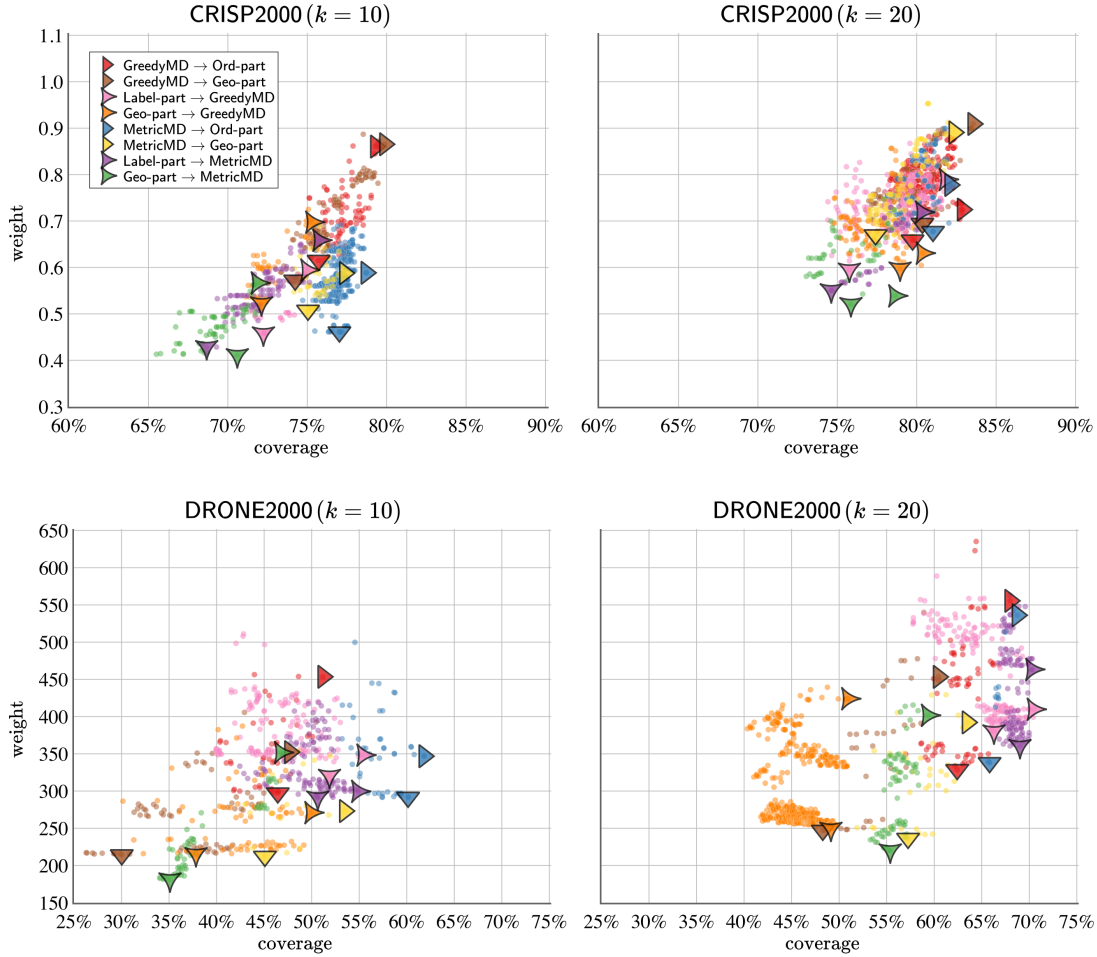 CRISP2000 (k = 10)
CRISP2000 (k = 20)
1.1
1.0
0.9
0.8
0.7
0.6
0.5
0.4
0.3
weight
GreedyMD → Ord-part
GreedyMD → Geo-part
Label-part → GreedyMD
Geo-part → GreedyMD
MetricMD → Ord-part
MetricMD → Geo-part
Label-part → MetricMD
Geo-part → MetricMD
60% 65% 70% 75% 80% 85% 90%
60% 65% 70% 75% 80% 85% 90%
coverage
coverage
DRONE2000 (k = 10)
DRONE2000 (k = 20)
650
600
550
500
450
400
350
300
250
200
150
weight
25% 30% 35% 40% 45% 50% 55% 60% 65% 70% 75%
25% 30% 35% 40% 45% 50% 55% 60% 65% 70% 75%
coverage
coverage